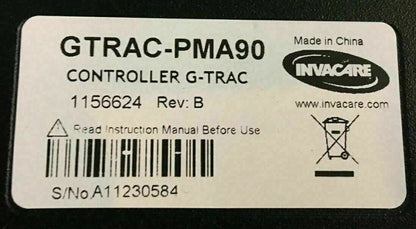 GTRAC-PMA90
Made in China
CONTROLLER G-TRAC
INVACARE
1156624 Rev: B
www.invacare.com
Read Instruction Manual Before Use
S/No.A11230584